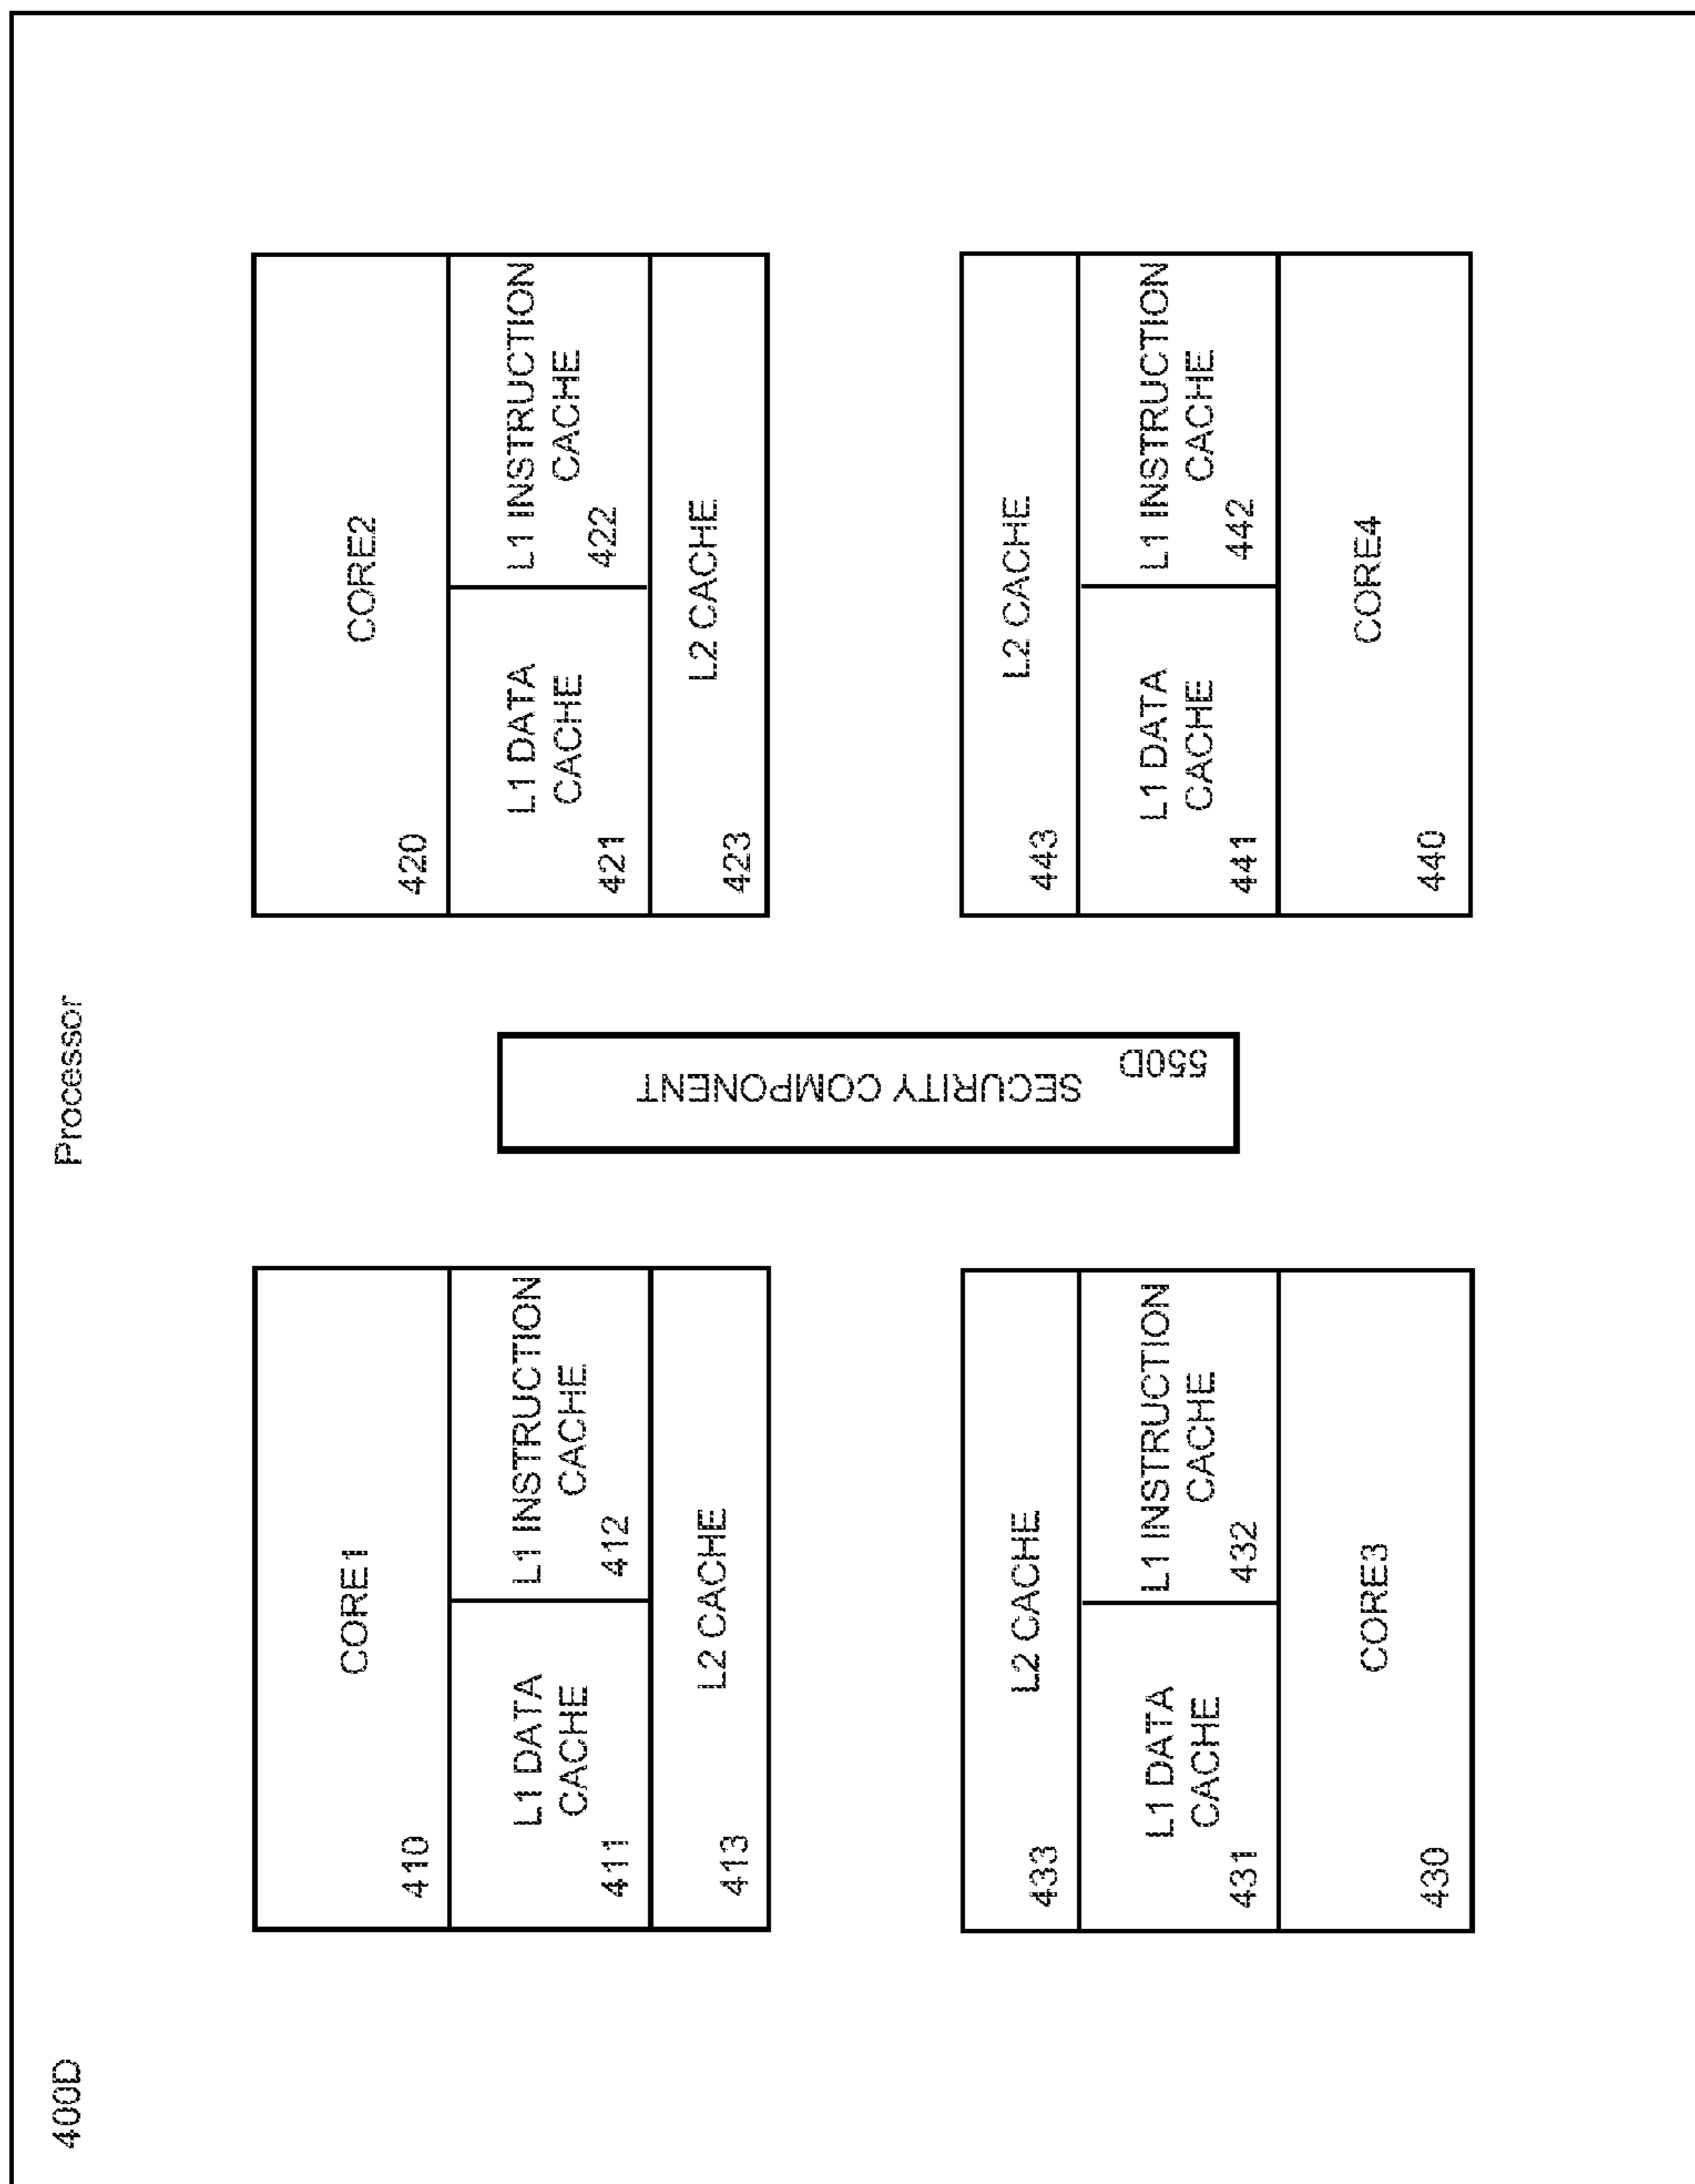 400D
Processor
CORE1
410
L1 DATA
CACHE
411
L1 INSTRUCTION
CACHE
412
L2 CACHE
413
CORE2
420
L1 DATA
CACHE
421
L1 INSTRUCTION
CACHE
422
L2 CACHE
423
SECURITY COMPONENT
550D
L2 CACHE
433
L1 DATA
CACHE
431
L1 INSTRUCTION
CACHE
432
CORE3
430
L2 CACHE
443
L1 DATA
CACHE
441
L1 INSTRUCTION
CACHE
442
CORE4
440